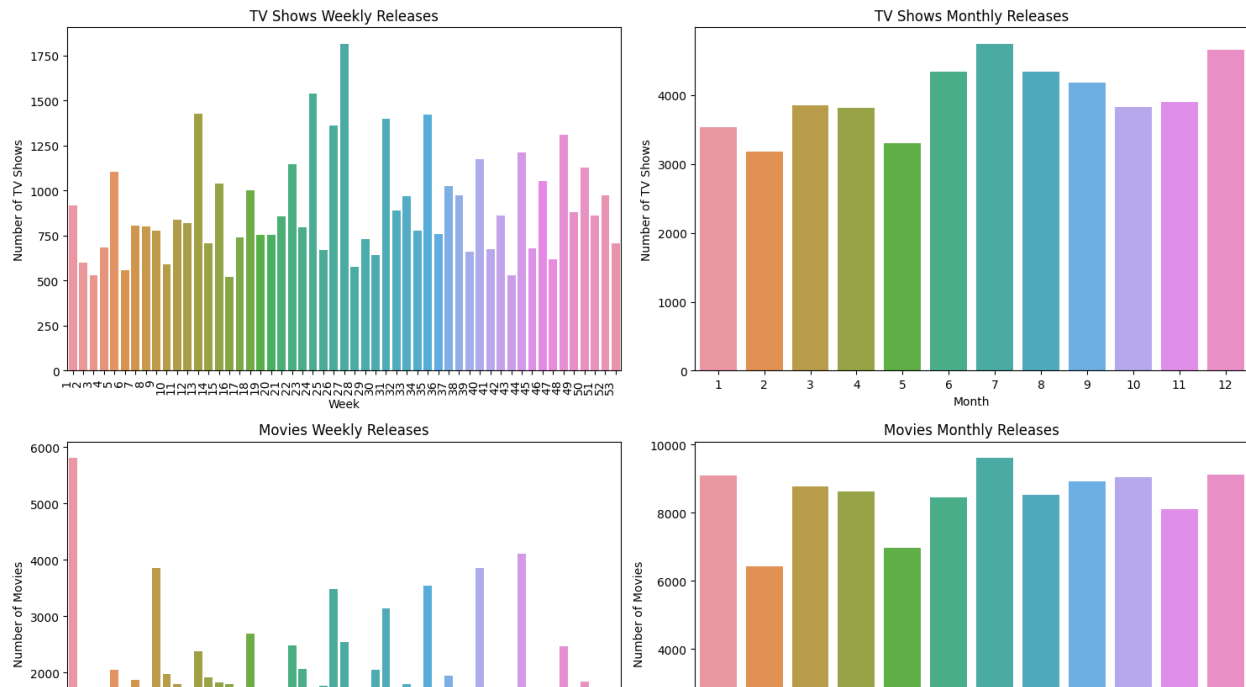 TV Shows Weekly Releases
Number of TV Shows
1750
1500
1250
1000
750
500
250
0
1 2 3 4 5 6 7 8 9 10 11 12 13 14 15 16 17 18 19 20 21 22 23 24 25 26 27 28 29 30 31 32 33 34 35 36 37 38 39 40 41 42 43 44 45 46 47 48 49 50 51 52 53
Week
TV Shows Monthly Releases
Number of TV Shows
4000
3000
2000
1000
0
1 2 3 4 5 6 7 8 9 10 11 12
Month
Movies Weekly Releases
Number of Movies
6000
5000
4000
3000
2000
Movies Monthly Releases
Number of Movies
10000
8000
6000
4000